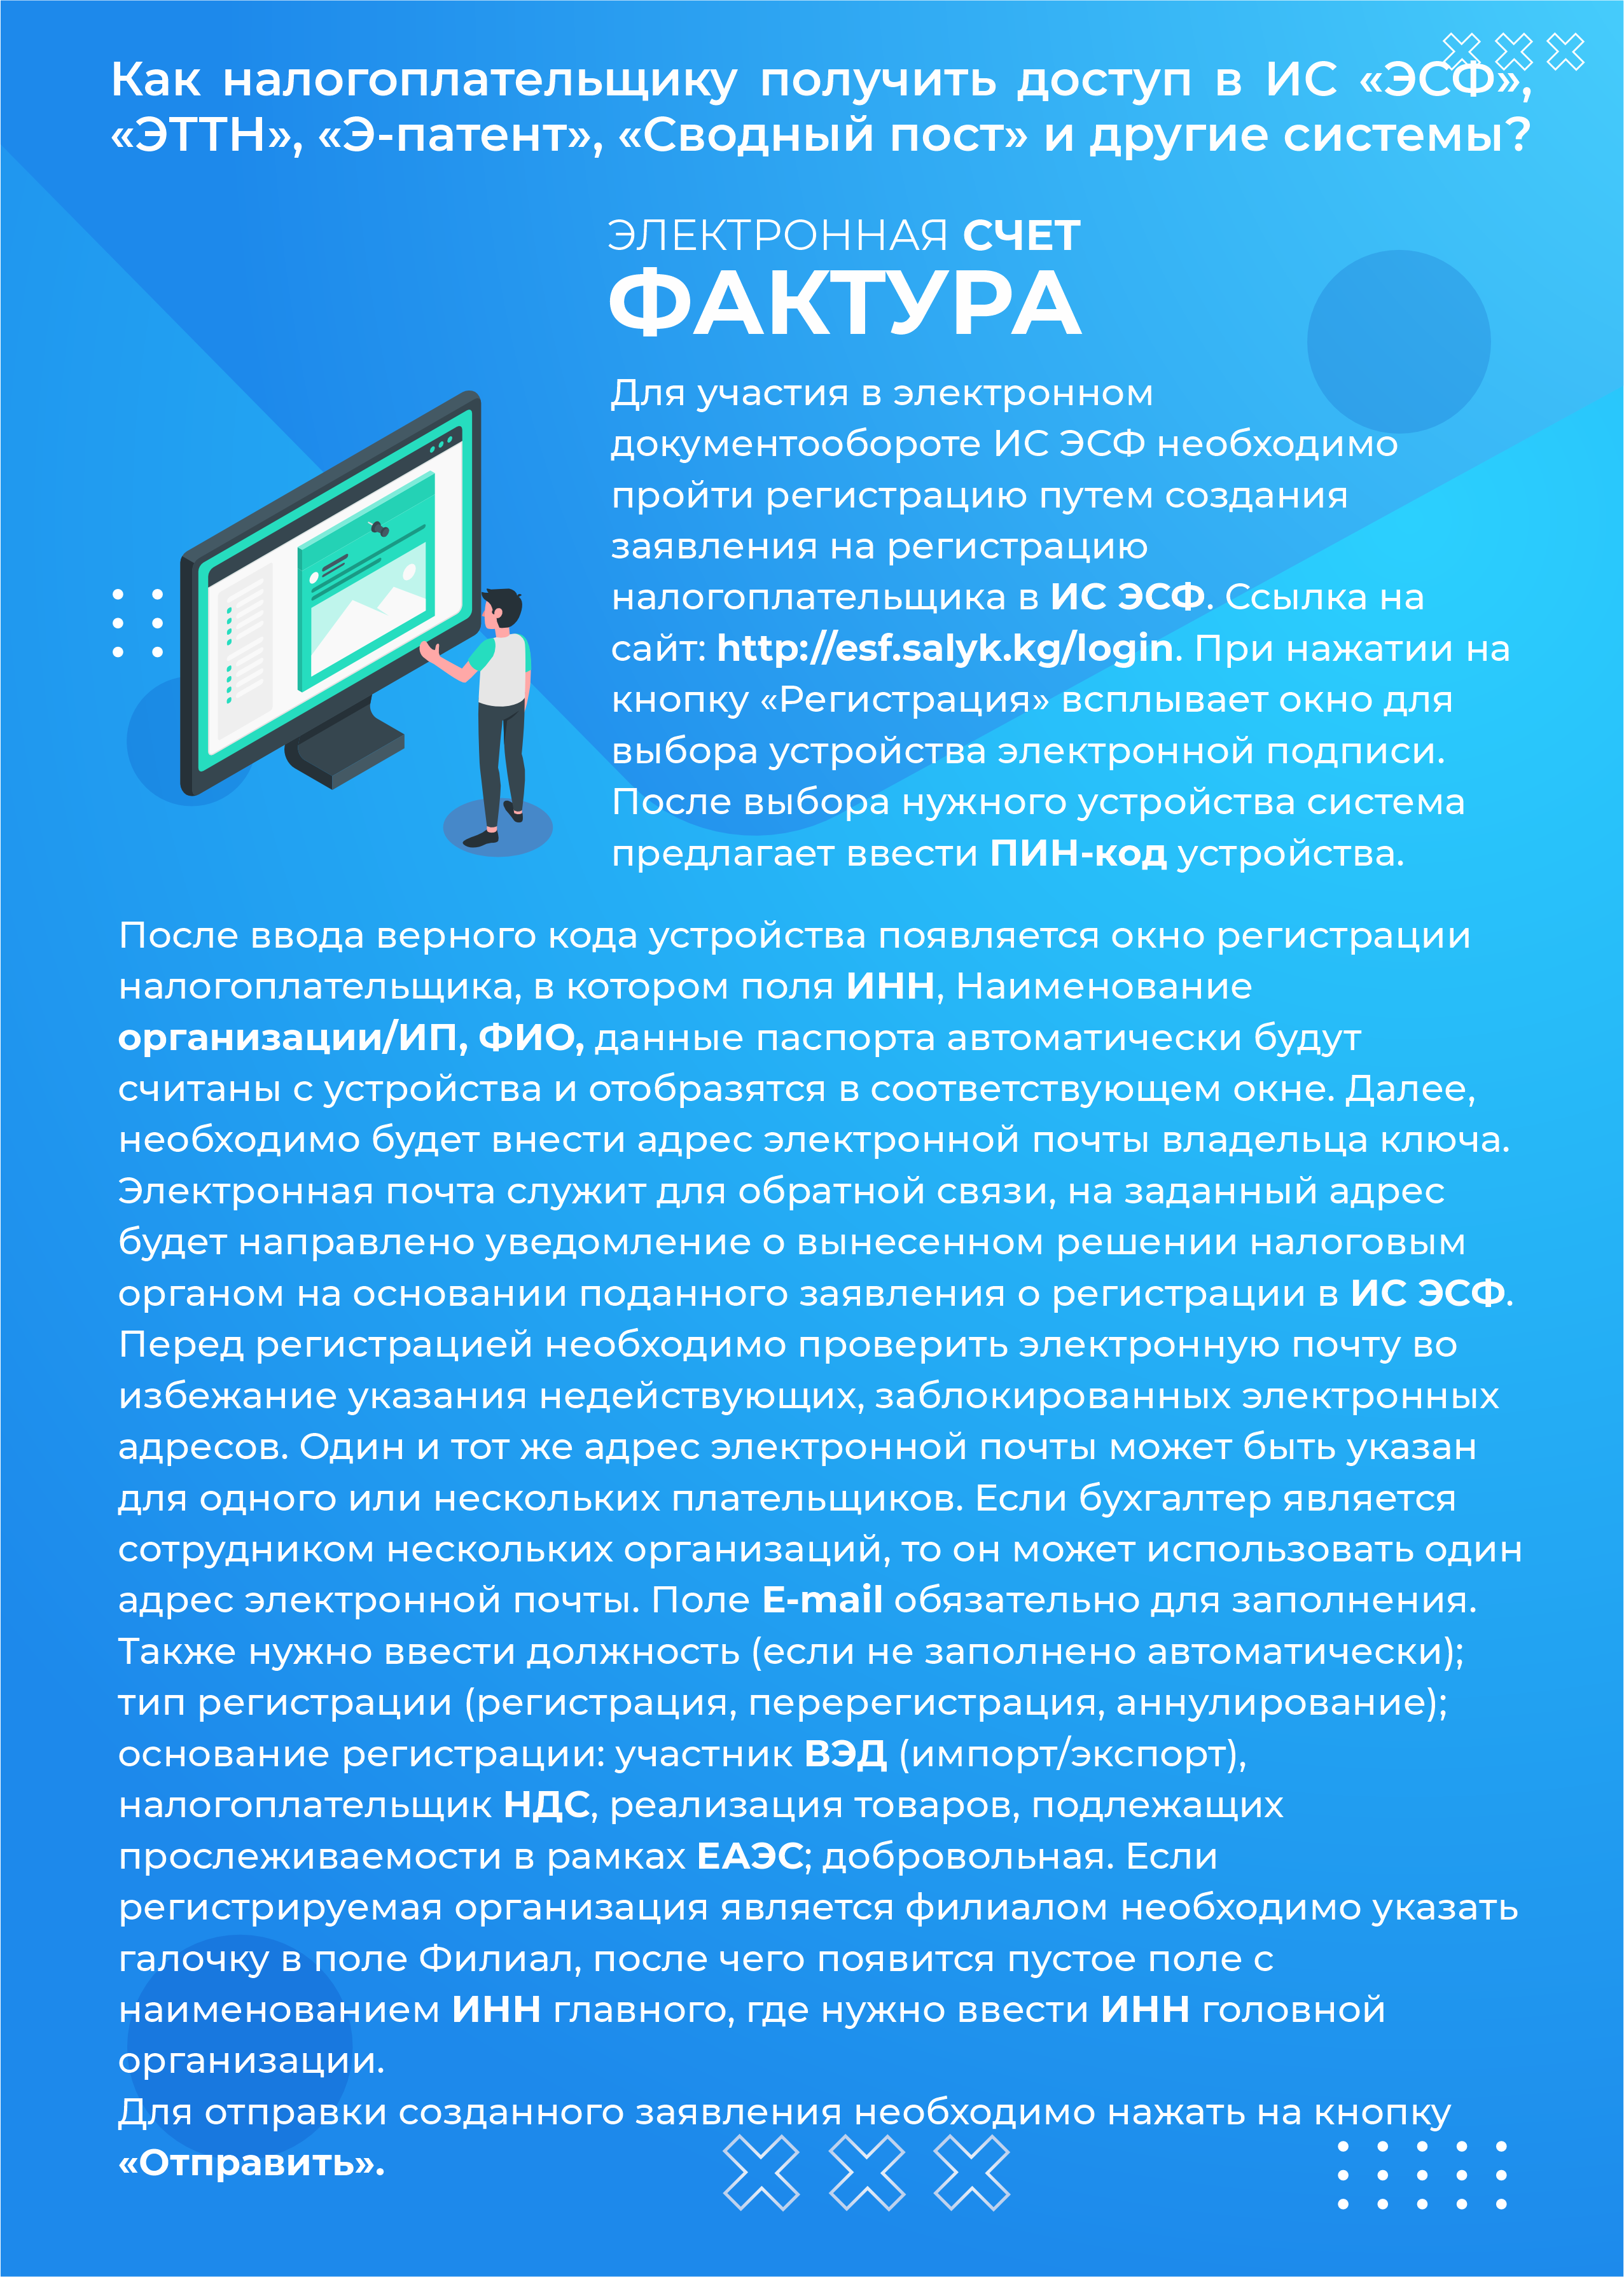 Как налогоплательщику получить доступ в ИС «ЭСФ»,
«ЭТТН», «Э-патент», «Сводный пост» и другие системы?
ЭЛЕКТРОННАЯ СЧЕТ
ФАКТУРА
Для участия в электронном
документообороте ИС ЭСФ необходимо
пройти регистрацию путем создания
заявления на регистрацию
налогоплательщика в ИС ЭСФ. Ссылка на
сайт: http://esf.salyk.kg/login. При нажатии на
кнопку «Регистрация» всплывает окно для
выбора устройства электронной подписи.
После выбора нужного устройства система
предлагает ввести ПИН-код устройства.
После ввода верного кода устройства появляется окно регистрации
налогоплательщика, в котором поля ИНН, Наименование
организации/ИП, ФИО, данные паспорта автоматически будут
считаны с устройства и отобразятся в соответствующем окне. Далее,
необходимо будет внести адрес электронной почты владельца ключа.
Электронная почта служит для обратной связи, на заданный адрес
будет направлено уведомление о вынесенном решении налоговым
органом на основании поданного заявления о регистрации в ИС ЭСФ.
Перед регистрацией необходимо проверить электронную почту во
избежание указания недействующих, заблокированных электронных
адресов. Один и тот же адрес электронной почты может быть указан
для одного или нескольких плательщиков. Если бухгалтер является
сотрудником нескольких организаций, то он может использовать один
адрес электронной почты. Поле E-mail обязательно для заполнения.
Также нужно ввести должность (если не заполнено автоматически);
тип регистрации (регистрация, перерегистрация, аннулирование);
основание регистрации: участник ВЭД (импорт/экспорт),
налогоплательщик НДС, реализация товаров, подлежащих
прослеживаемости в рамках ЕАЭС; добровольная. Если
регистрируемая организация является филиалом необходимо указать
галочку в поле Филиал, после чего появится пустое поле с
наименованием ИНН главного, где нужно ввести ИНН головной
организации.
Для отправки созданного заявления необходимо нажать на кнопку
«Отправить».